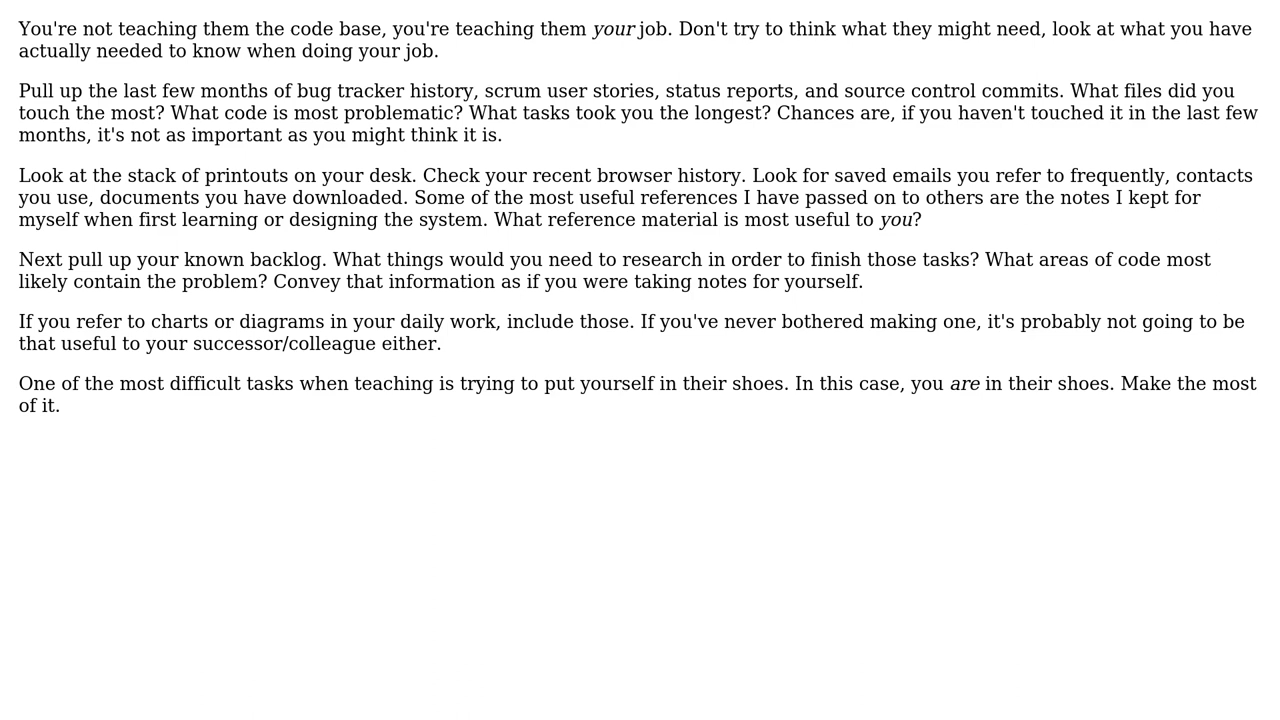 You're not teaching them the code base, you're teaching them your job. Don't try to think what they might need, look at what you have
actually needed to know when doing your job.
Pull up the last few months of bug tracker history, scrum user stories, status reports, and source control commits. What files did you
touch the most? What code is most problematic? What tasks took you the longest? Chances are, if you haven't touched it in the last few
months, it's not as important as you might think it is.
Look at the stack of printouts on your desk. Check your recent browser history. Look for saved emails you refer to frequently, contacts
you use, documents you have downloaded. Some of the most useful references I have passed on to others are the notes I kept for
myself when first learning or designing the system. What reference material is most useful to you?
Next pull up your known backlog. What things would you need to research in order to finish those tasks? What areas of code most
likely contain the problem? Convey that information as if you were taking notes for yourself.
If you refer to charts or diagrams in your daily work, include those. If you've never bothered making one, it's probably not going to be
that useful to your successor/colleague either.
One of the most difficult tasks when teaching is trying to put yourself in their shoes. In this case, you are in their shoes. Make the most
of it.